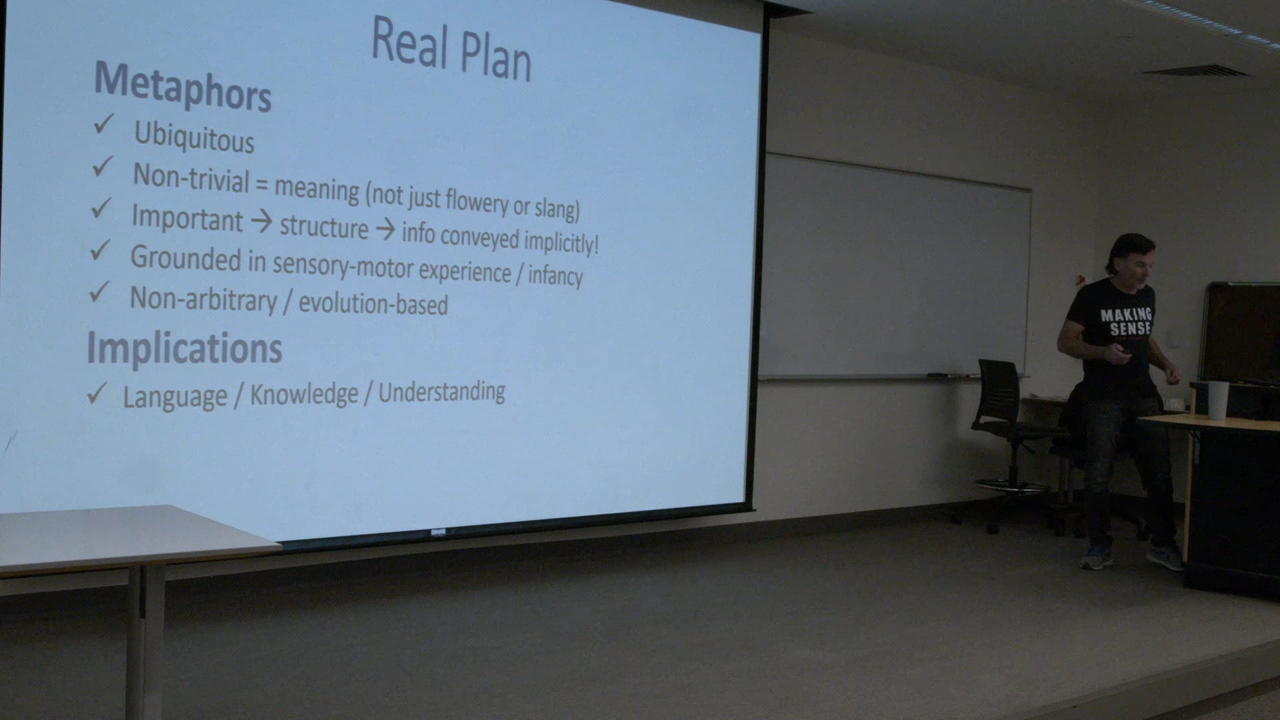 Real Plan
Metaphors
✓ Ubiquitous
✓ Non-trivial = meaning (not just flowery or slang)
✓ Important → structure → info conveyed implicitly!
✓ Grounded in sensory-motor experience / infancy
✓ Non-arbitrary / evolution-based
Implications
✓ Language / Knowledge / Understanding
MAKING
SENSE